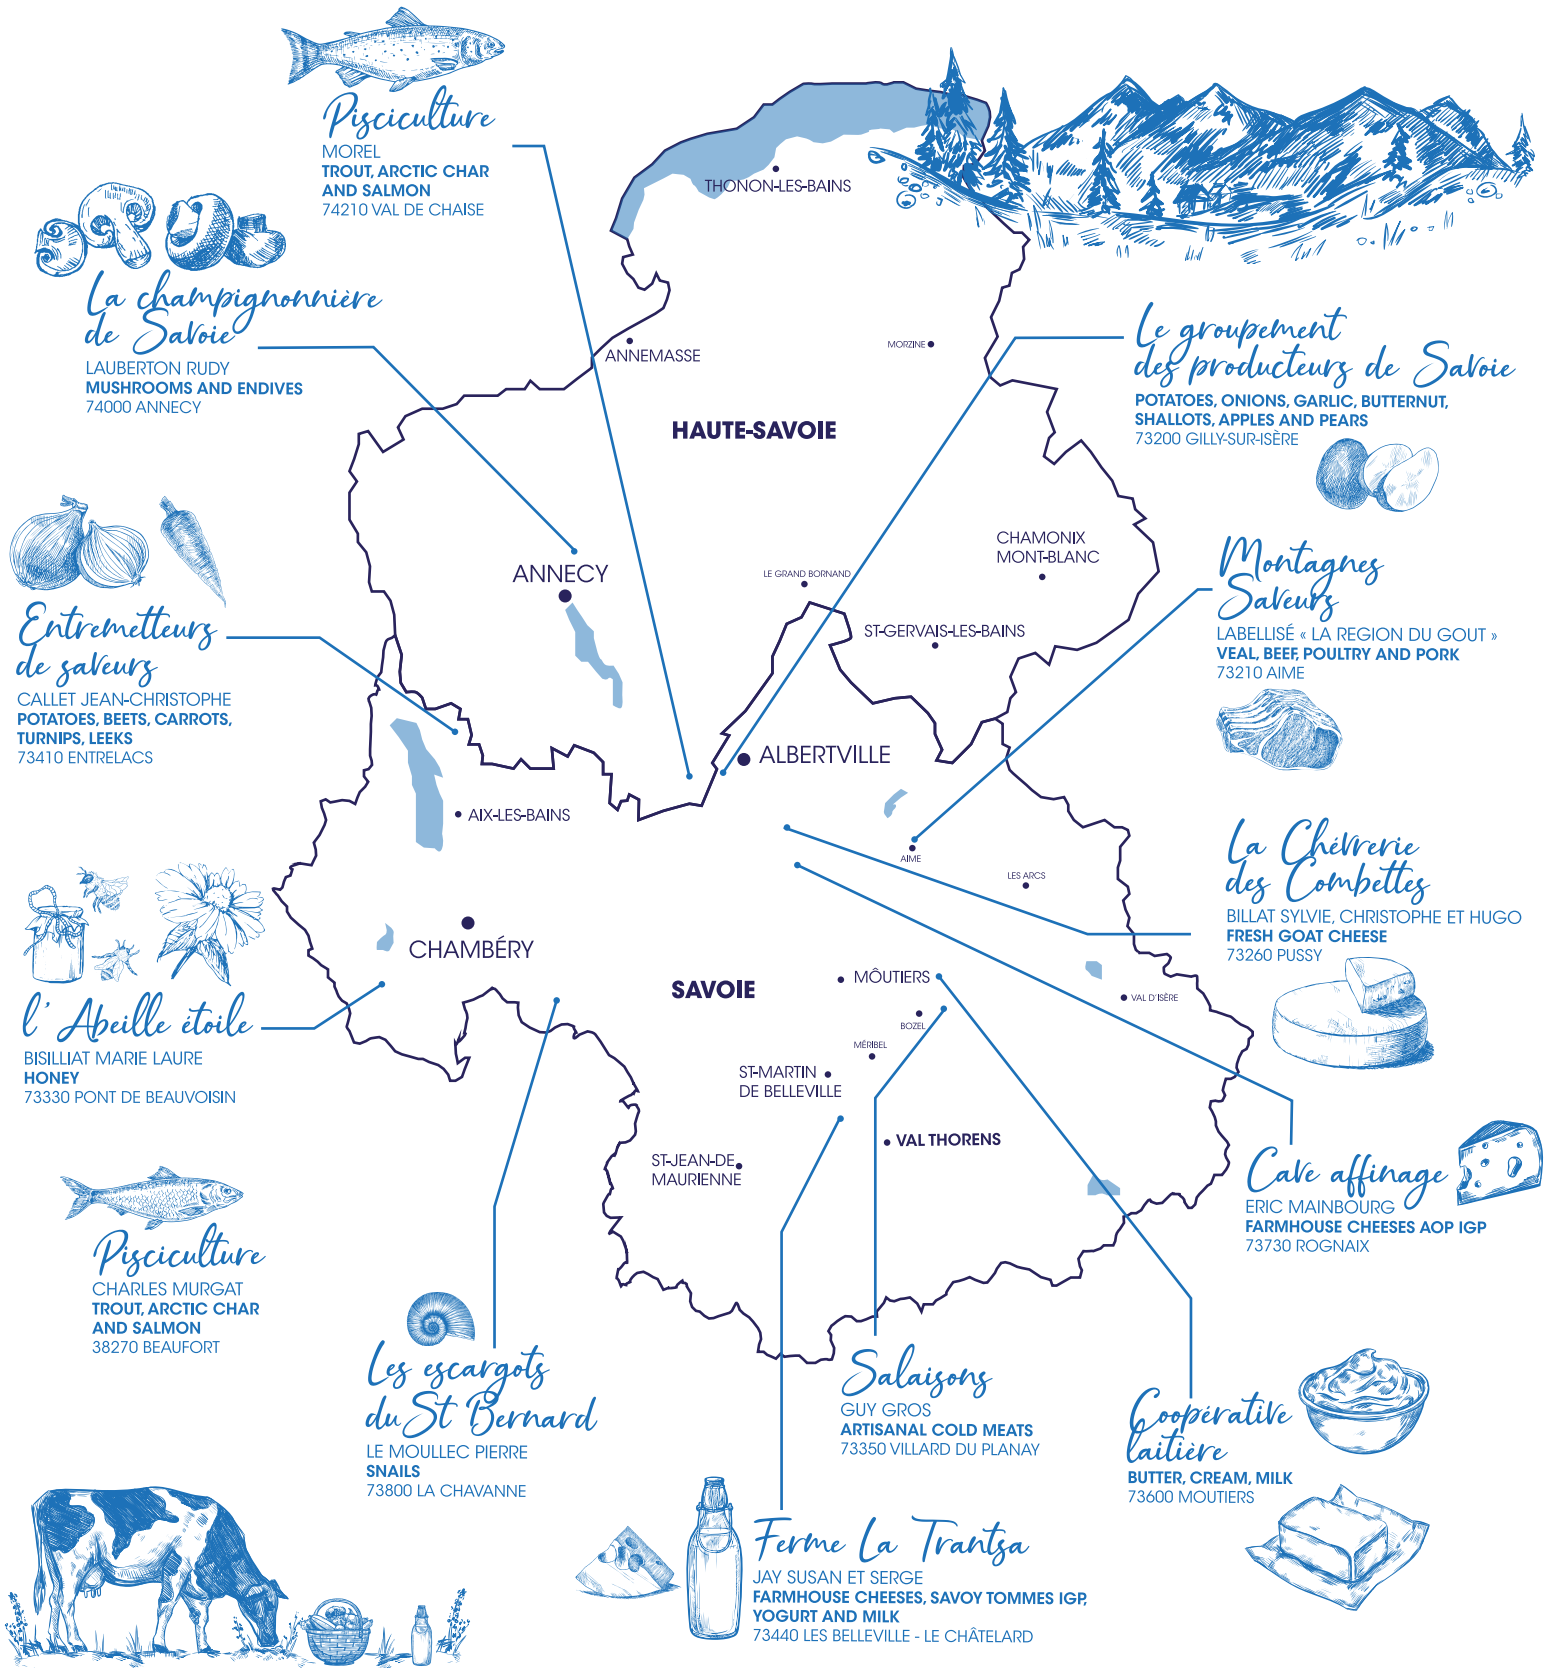 Pisciculture
MOREL
TROUT, ARCTIC CHAR
AND SALMON
74210 VAL DE CHAISE
La champignonnière
de Savoie
LAUBERTON RUDY
MUSHROOMS AND ENDIVES
74000 ANNECY
Entremetteurs
de saveurs
CALLET JEAN-CHRISTOPHE
POTATOES, BEETS, CARROTS,
TURNIPS, LEEKS
73410 ENTRELACS
l' Abeille étoile
BISILLIAT MARIE LAURE
HONEY
73330 PONT DE BEAUVOISIN
Pisciculture
CHARLES MURGAT
TROUT, ARCTIC CHAR
AND SALMON
38270 BEAUFORT
Les escargots
du St Bernard
LE MOULLEC PIERRE
SNAILS
73800 LA CHAVANNE
THONON-LES-BAINS
ANNEMASSE
MORZINE
HAUTE-SAVOIE
CHAMONIX
MONT-BLANC
ANNECY
LE GRAND BORNAND
ST-GERVAIS-LES-BAINS
ALBERTVILLE
AIX-LES-BAINS
AIME
LES ARCS
CHAMBÉRY
SAVOIE
MÔUTIERS
VAL D'ISÈRE
BOZEL
MÉRIBEL
ST-MARTIN
DE BELLEVILLE
VAL THORENS
ST-JEAN-DE
MAURIENNE
Le groupement
des producteurs de Savoie
POTATOES, ONIONS, GARLIC, BUTTERNUT,
SHALLOTS, APPLES AND PEARS
73200 GILLY-SUR-ISÈRE
Montagnes
Saveurs
LABELLISÉ « LA REGION DU GOUT »
VEAL, BEEF, POULTRY AND PORK
73210 AIME
La Chévrerie
des Combettes
BILLAT SYLVIE, CHRISTOPHE ET HUGO
FRESH GOAT CHEESE
73260 PUSSY
Cave affinage
ERIC MAINBOURG
FARMHOUSE CHEESES AOP IGP
73730 ROGNAIX
Salaisons
GUY GROS
ARTISANAL COLD MEATS
73350 VILLARD DU PLANAY
Coopérative
laitière
BUTTER, CREAM, MILK
73600 MOUTIERS
Ferme La Trantsa
JAY SUSAN ET SERGE
FARMHOUSE CHEESES, SAVOY TOMMES IGP,
YOGURT AND MILK
73440 LES BELLEVILLE - LE CHÂTELARD